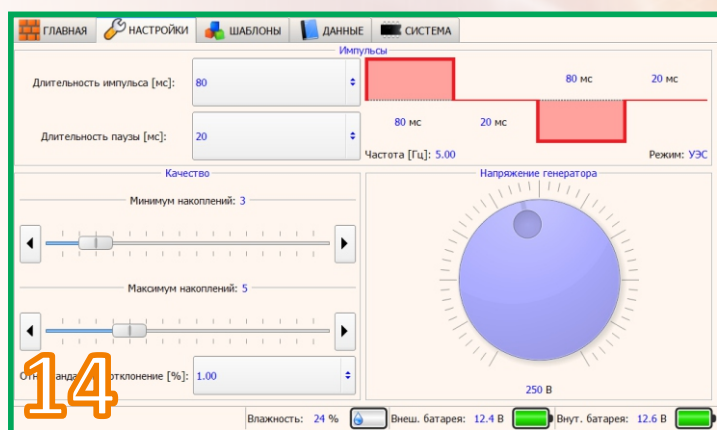 ГЛАВНАЯ НАСТРОЙКИ ШАБЛОНЫ ДАННЫЕ СИСТЕМА
Импульсы
Длительность импульса [мс]: 80
80 мс 20 мс
Длительность паузы [мс]: 20
80 мс 20 мс
Частота [Гц]: 5.00 Режим: УЭС
Качество
Минимум накоплений: 3
Максимум накоплений: 5
отклонение [%]: 1.00
Напряжение генератора
250 В
14
Влажность: 24 % Внеш. батарея: 12.4 В Внут. батарея: 12.6 В